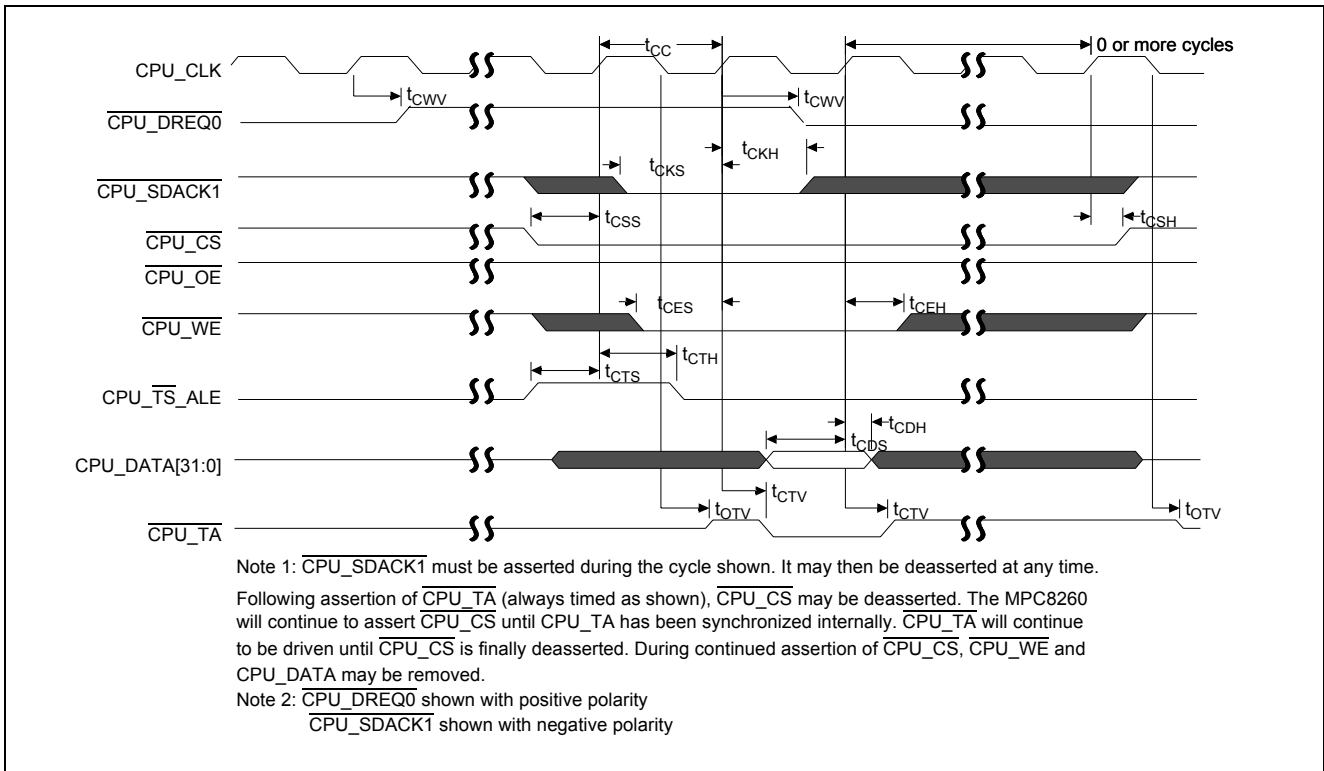 tCC
0 or more cycles
CPU_CLK
tCWV
tCWV
CPU_DREQ0
tCKH
tCKS
CPU_SDACK1
tCSS
tCSH
CPU_CS
CPU_OE
tCES
tCEH
CPU_WE
tCTH
tCTS
CPU_TS_ALE
tCDH
tCDS
CPU_DATA[31:0]
tCTV
tOTV
tCTV
tOTV
CPU_TA
Note 1: CPU_SDACK1 must be asserted during the cycle shown. It may then be deasserted at any time.
Following assertion of CPU_TA (always timed as shown), CPU_CS may be deasserted. The MPC8260
will continue to assert CPU_CS until CPU_TA has been synchronized internally. CPU_TA will continue
to be driven until CPU_CS is finally deasserted. During continued assertion of CPU_CS, CPU_WE and
CPU_DATA may be removed.
Note 2: CPU_DREQ0 shown with positive polarity
CPU_SDACK1 shown with negative polarity